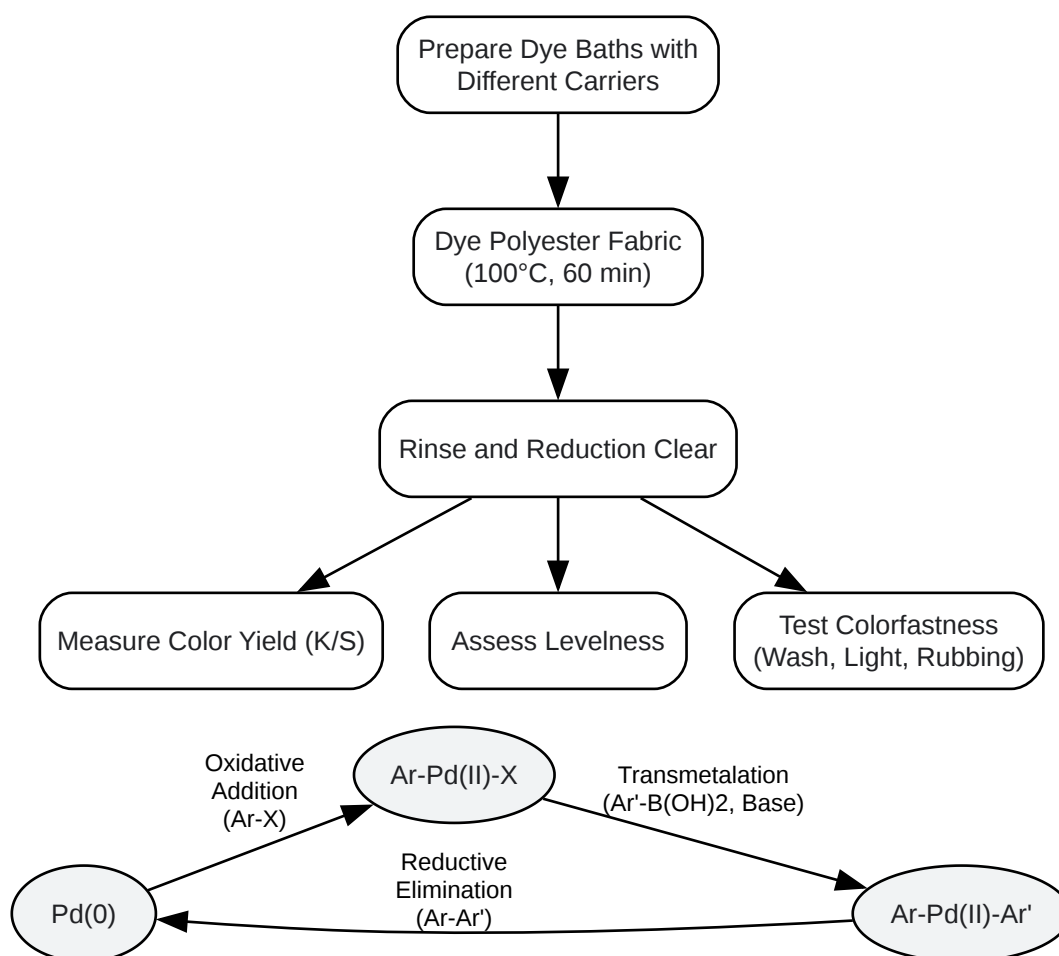 Prepare Dye Baths with
Different Carriers
Dye Polyester Fabric
(100°C, 60 min)
Rinse and Reduction Clear
Measure Color Yield (K/S)
Assess Levelness
Test Colorfastness
(Wash, Light, Rubbing)
Oxidative
Addition
(Ar-X)
Ar-Pd(II)-X
Transmetalation
(Ar'-B(OH)2, Base)
Reductive
Elimination
(Ar-Ar')
Pd(0)
Ar-Pd(II)-Ar'